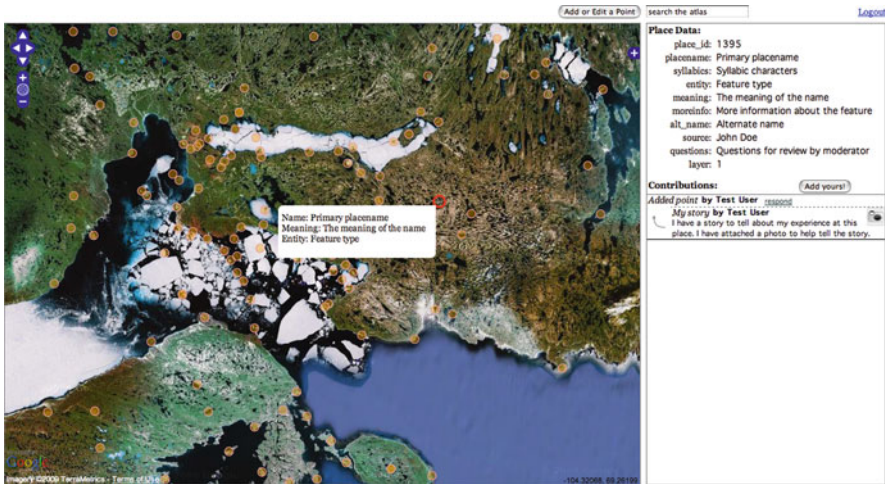 Add or Edit a Point
search the atlas
Logout
Name: Primary placename
Meaning: The meaning of the name
Entity: Feature type
Google
Imagery ©2009 TerraMetrics - Terms of Use
-104.32068, 69.26199
Place Data:
place_id: 1395
placename: Primary placename
syllabics: Syllabic characters
entity: Feature type
meaning: The meaning of the name
moreinfo: More information about the feature
alt_name: Alternate name
source: John Doe
questions: Questions for review by moderator
layer: 1
Contributions:
Add yours!
Added point by Test User respond
My story by Test User
I have a story to tell about my experience at this
place. I have attached a photo to help tell the story.